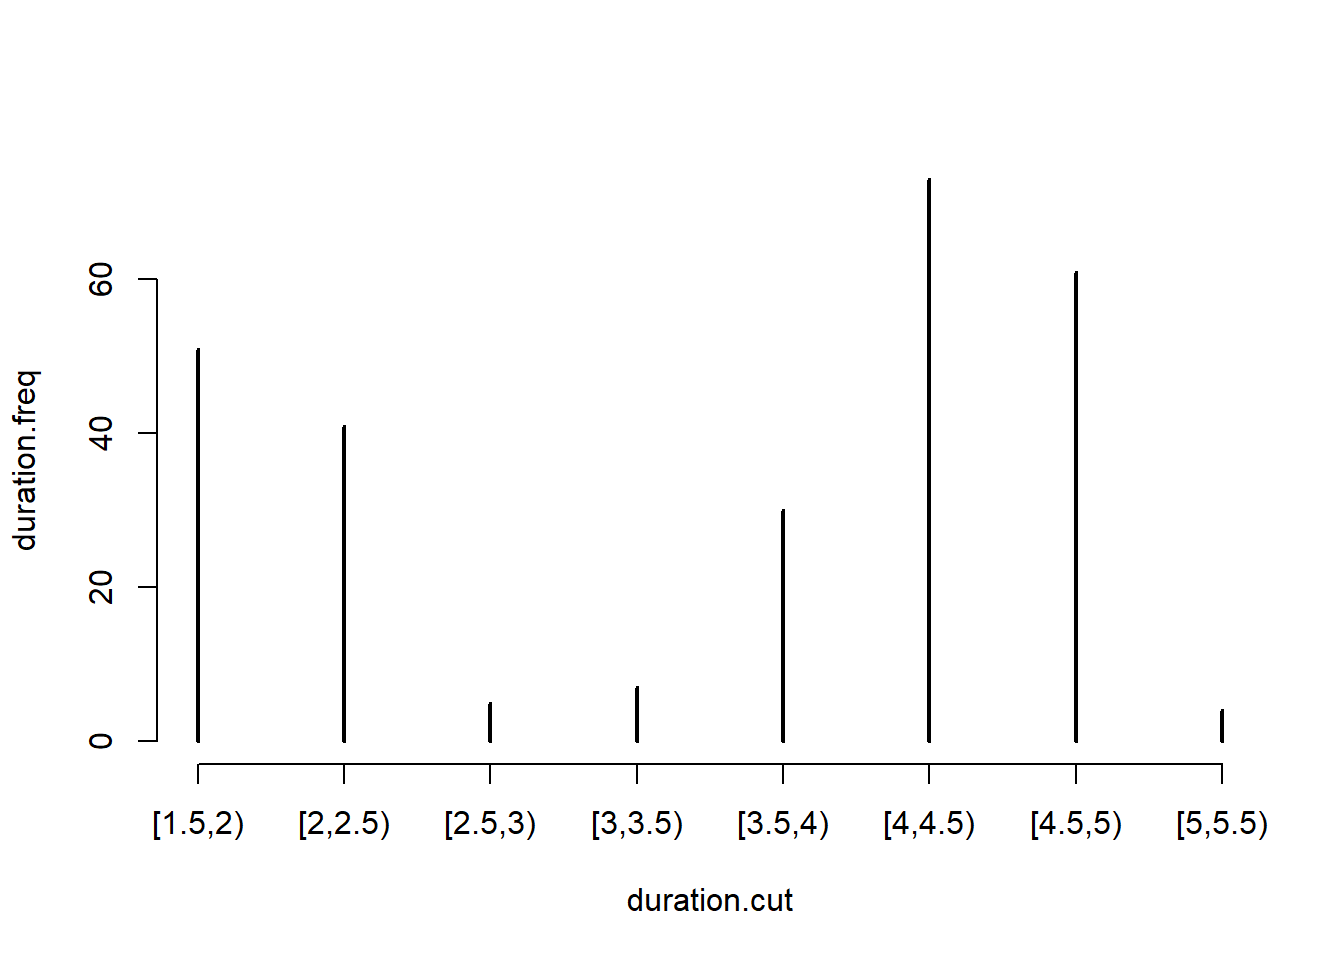 duration.freq
60
40
20
0
[1.5,2) [2,2.5) [2.5,3) [3,3.5) [3.5,4) [4,4.5) [4.5,5) [5,5.5)
duration.cut